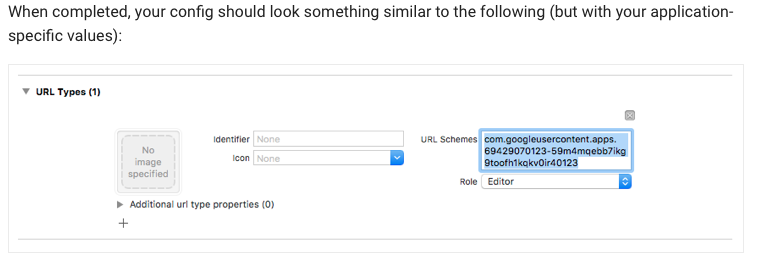 When completed, your config should look something similar to the following (but with your application-
specific values):
URL Types (1)
No
image
specified
Identifier None
Icon None
URL Schemes com.googleusercontent.apps.
69429070123-59m4mqebb7ikg
9toofh1kqkv0ir40123
Role Editor
Additional url type properties (0)